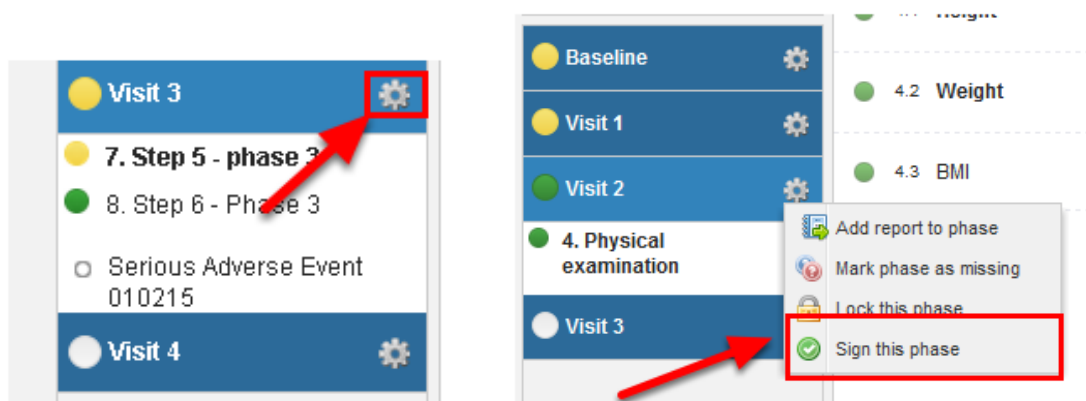 Visit 3
7. Step 5 - phase 3
8. Step 6 - Phase 3
Serious Adverse Event
010215
Visit 4
Baseline
Visit 1
Visit 2
4. Physical
examination
Visit 3
4.2 Weight
4.3 BMI
Add report to phase
Mark phase as missing
Lock this phase
Sign this phase